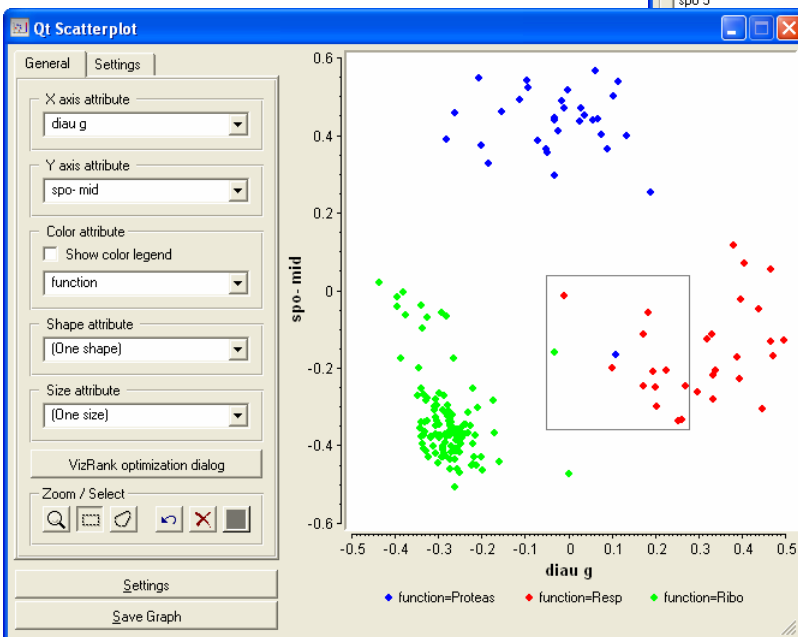 spo 5
Qt Scatterplot
General Settings
X axis attribute
diau g
Y axis attribute
spo- mid
Color attribute
Show color legend
function
Shape attribute
(One shape)
Size attribute
(One size)
VizRank optimization dialog
Zoom / Select
Settings
Save Graph
spo- mid
0.6
0.4
0.2
0
-0.2
-0.4
-0.6
-0.5 -0.4 -0.3 -0.2 -0.1 0 0.1 0.2 0.3 0.4 0.5
diau g
function=Proteas function=Resp function=Ribo